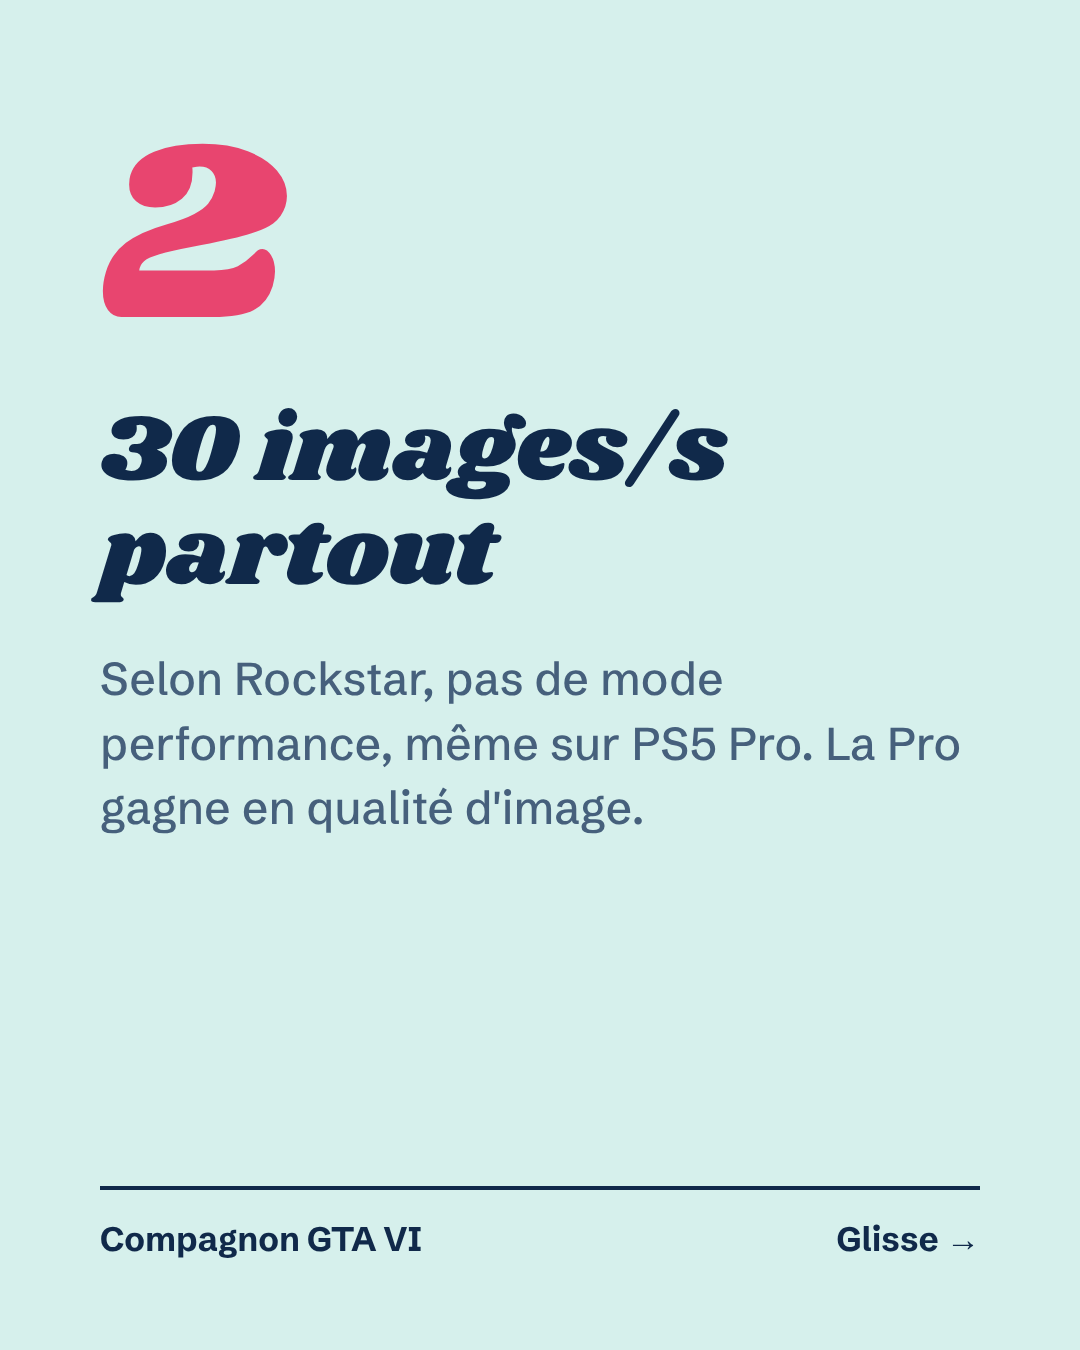 2
30 images/s
partout
Selon Rockstar, pas de mode
performance, même sur PS5 Pro. La Pro
gagne en qualité d'image.
Compagnon GTA VI
Glisse →